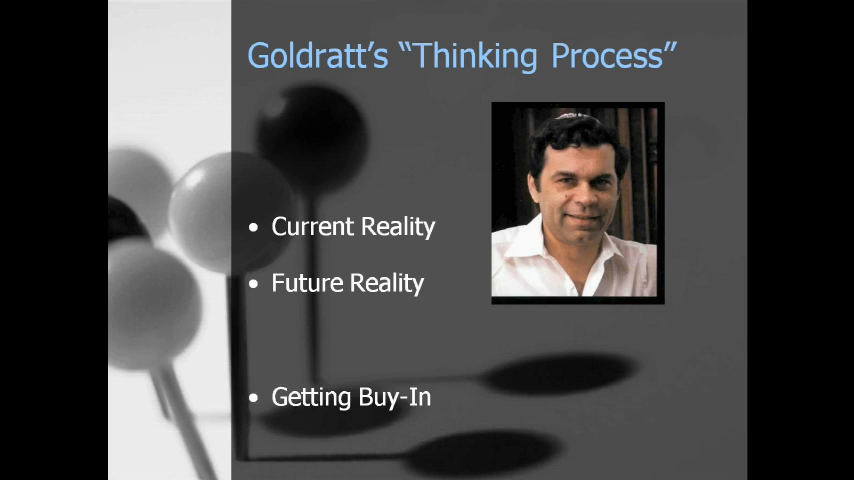 Goldratt’s “Thinking Process”
• Current Reality
• Future Reality
• Getting Buy-In